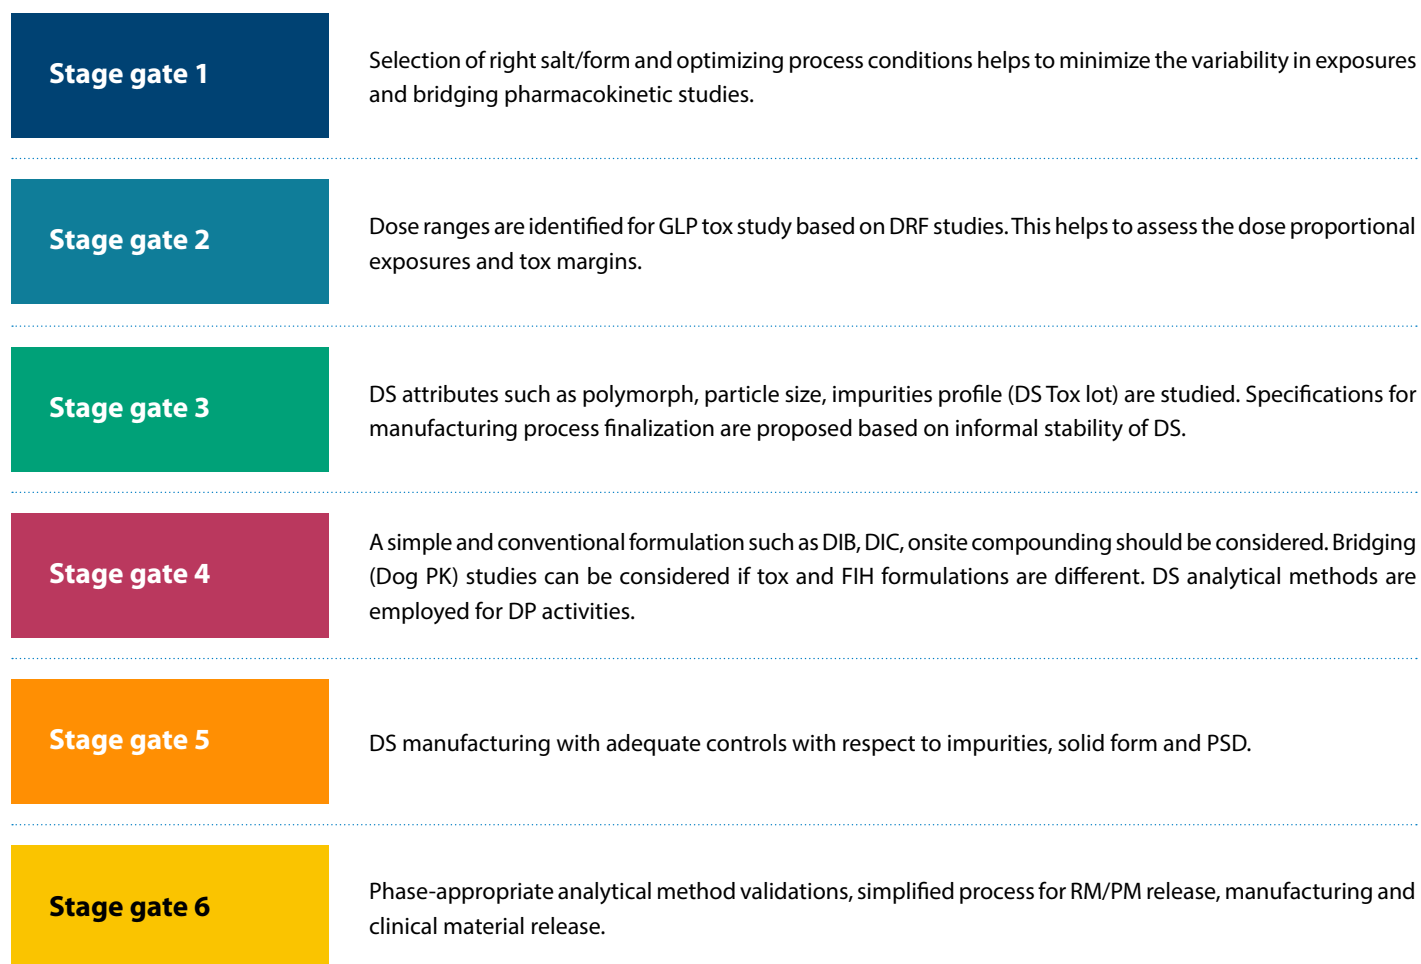 Stage gate 1
Selection of right salt/form and optimizing process conditions helps to minimize the variability in exposures
and bridging pharmacokinetic studies.
Stage gate 2
Dose ranges are identified for GLP tox study based on DRF studies. This helps to assess the dose proportional
exposures and tox margins.
Stage gate 3
DS attributes such as polymorph, particle size, impurities profile (DS Tox lot) are studied. Specifications for
manufacturing process finalization are proposed based on informal stability of DS.
Stage gate 4
A simple and conventional formulation such as DIB, DIC, onsite compounding should be considered. Bridging
(Dog PK) studies can be considered if tox and FIH formulations are different. DS analytical methods are
employed for DP activities.
Stage gate 5
DS manufacturing with adequate controls with respect to impurities, solid form and PSD.
Stage gate 6
Phase-appropriate analytical method validations, simplified process for RM/PM release, manufacturing and
clinical material release.